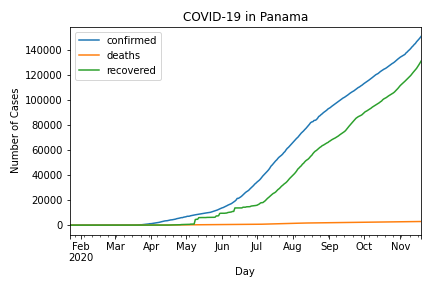 COVID-19 in Panama
confirmed
deaths
recovered
Number of Cases
140000
120000
100000
80000
60000
40000
20000
0
Feb Mar Apr May Jun Jul Aug Sep Oct Nov
2020
Day